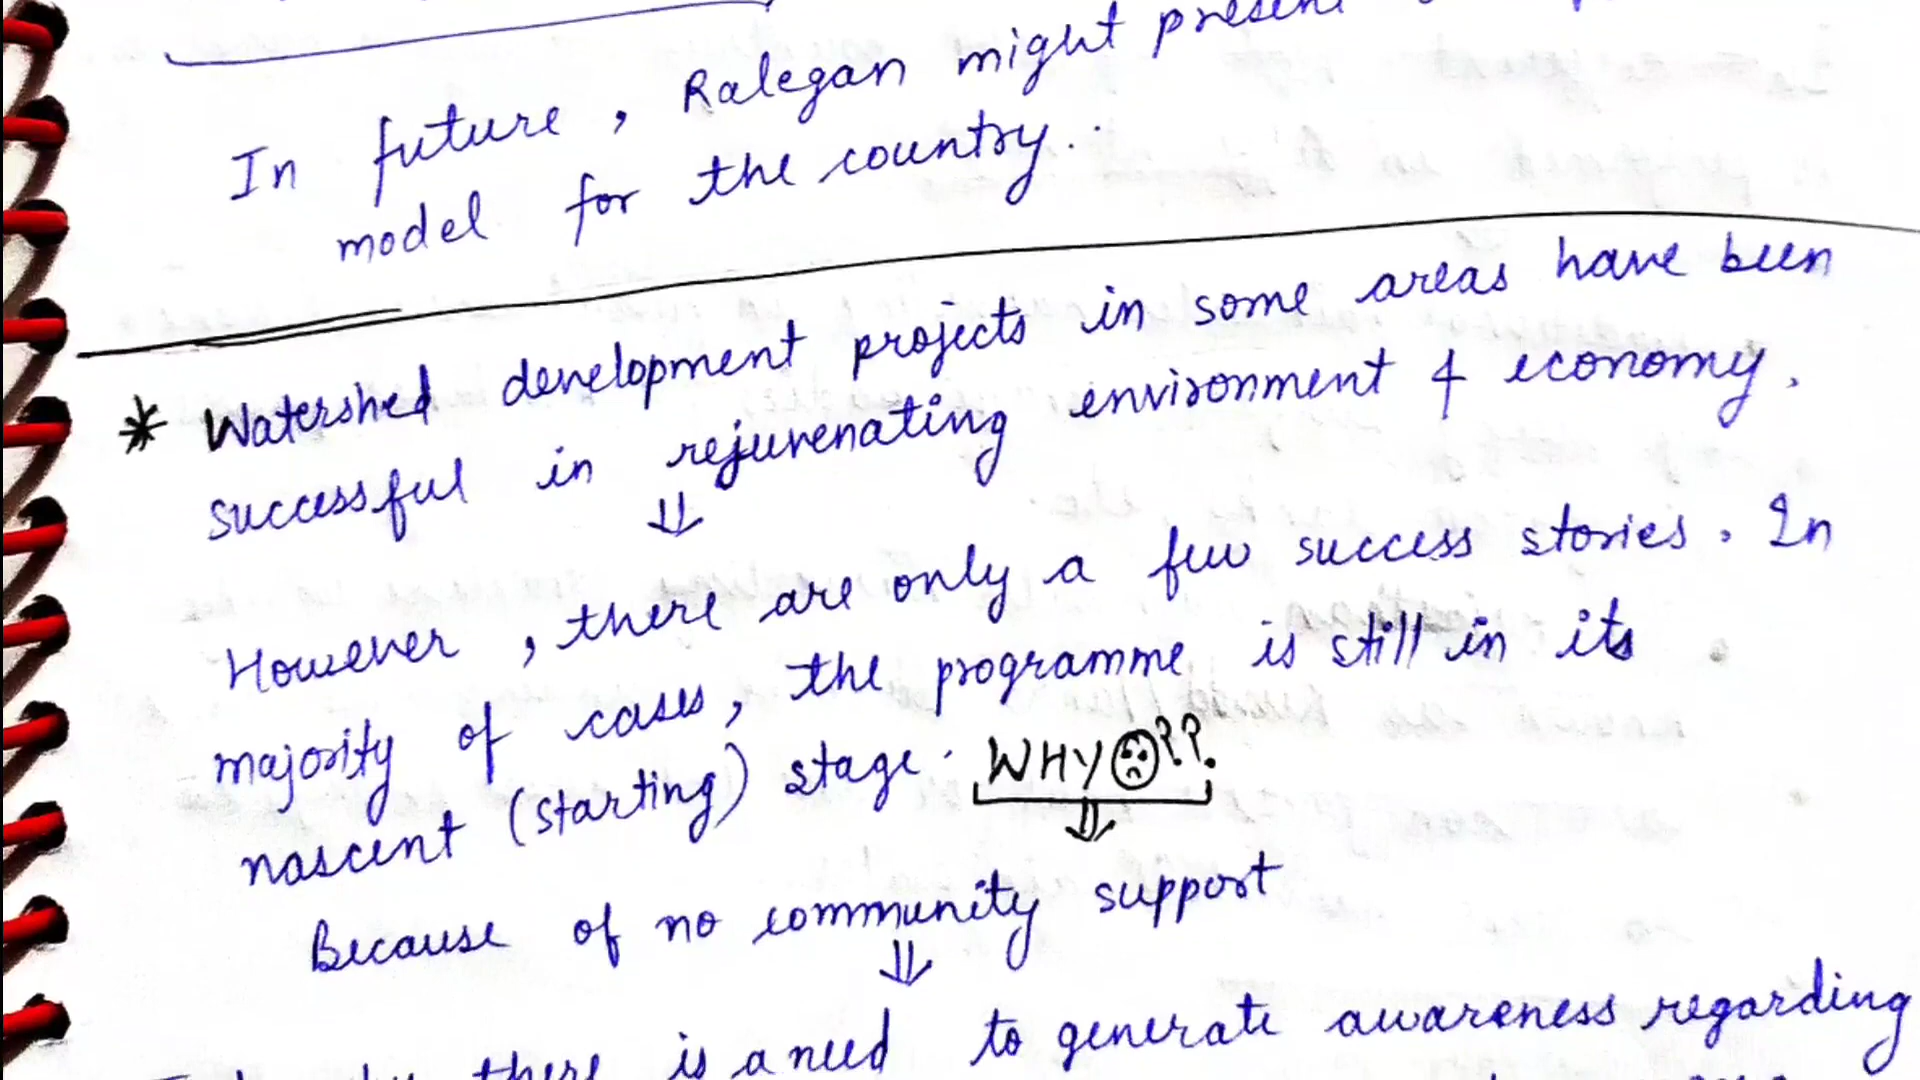 In future, Ralegan might present
model for the country.
* Watershed development projects in some areas have been
successful in rejuvenating environment & economy.
⇓
However, there are only a few success stories. In
majority of cases, the programme is still in its
nascent (starting) stage. WHY☹??.
⇓
Because of no community support
⇓
there is a need to generate awareness regarding